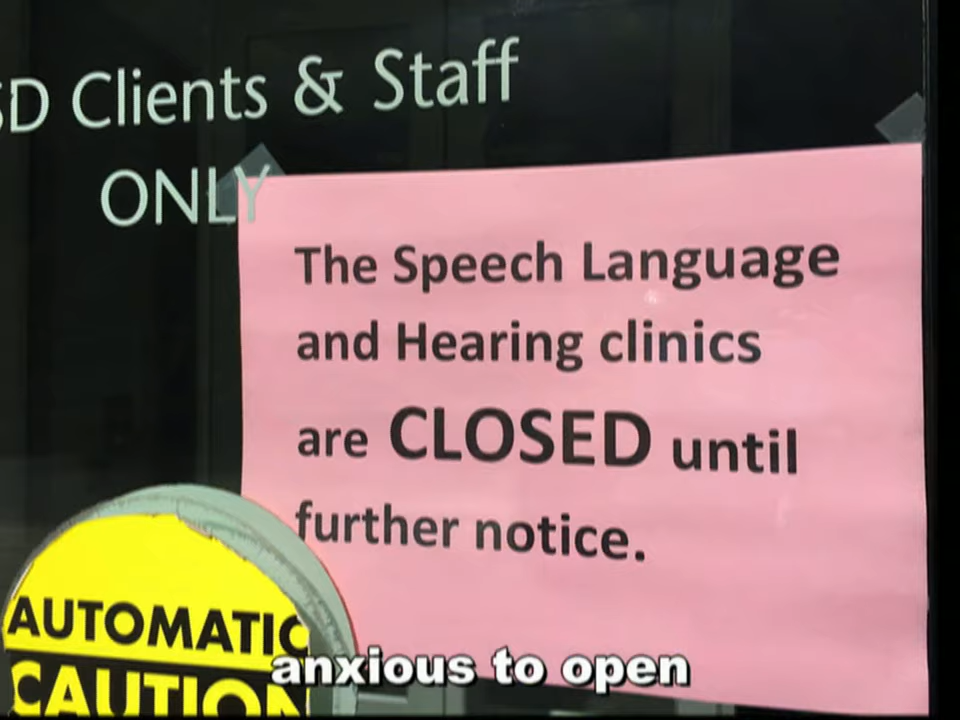 Clients & Staff
ONLY
The Speech Language
and Hearing clinics
are CLOSED until
further notice.
AUTOMATIC
CAUTION
anxious to open